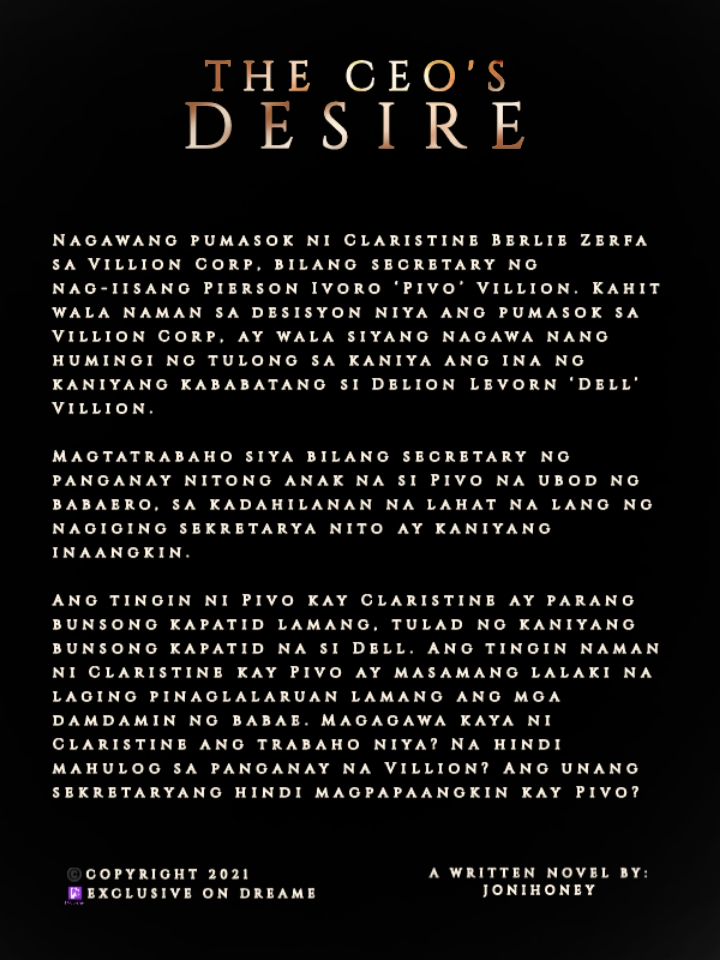 THE CEO'S
DESIRE
NAGAWANG PUMASOK NI CLARISTINE BERLIE ZERFA
SA VILLION CORP, BILANG SECRETARY NG
NAG-IISANG PIERSON IVORO 'PIVO' VILLION. KAHIT
WALA NAMAN SA DESISYON NIYA ANG PUMASOK SA
VILLION CORP, AY WALA SIYANG NAGAWA NANG
HUMINGI NG TULONG SA KANIYA ANG INA NG
KANIYANG KABABATANG SI DELION LEVORN 'DELL'
VILLION.
MAGTATRABAHO SIYA BILANG SECRETARY NG
PANGANAY NITONG ANAK NA SI PIVO NA UBOD NG
BABAERO, SA KADAHILANAN NA LAHAT NA LANG NG
NAGIGING SEKRETARYA NITO AY KANIYANG
INAANGKIN.
ANG TINGIN NI PIVO KAY CLARISTINE AY PARANG
BUNSONG KAPATID LAMANG, TULAD NG KANIYANG
BUNSONG KAPATID NA SI DELL. ANG TINGIN NAMAN
NI CLARISTINE KAY PIVO AY MASAMANG LALAKI NA
LAGING PINAGLALARUAN LAMANG ANG MGA
DAMDAMIN NG BABAE. MAGAGAWA KAYA NI
CLARISTINE ANG TRABAHO NIYA? NA HINDI
MAHULOG SA PANGANAY NA VILLION? ANG UNANG
SEKRETARYANG HINDI MAGPAPAANGKIN KAY PIVO?
©COPYRIGHT 2021
EXCLUSIVE ON DREAME
A WRITTEN NOVEL BY:
JONIHONEY